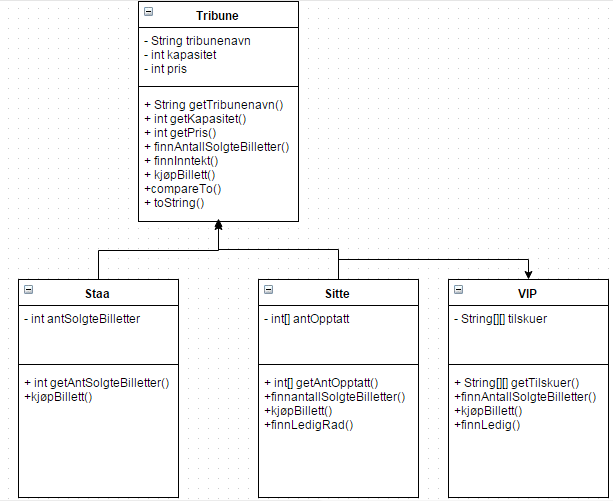 Tribune
- String tribunenavn
- int kapasitet
- int pris
+ String getTribunenavn()
+ int getKapasitet()
+ int getPris()
+ finnAntallSolgteBilletter()
+ finnInntekt()
+ kjøpBillett()
+compareTo()
+ toString()
Staa
- int antSolgteBilletter
+ int getAntSolgteBilletter()
+kjøpBillett()
Sitte
- int[] antOpptatt
+ int[] getAntOpptatt()
+finnantallSolgteBilletter()
+kjøpBillett()
+finnLedigRad()
VIP
- String[][] tilskuer
+ String[][] getTilskuer()
+finnAntallSolgteBilletter()
+kjøpBillett()
+finnLedig()